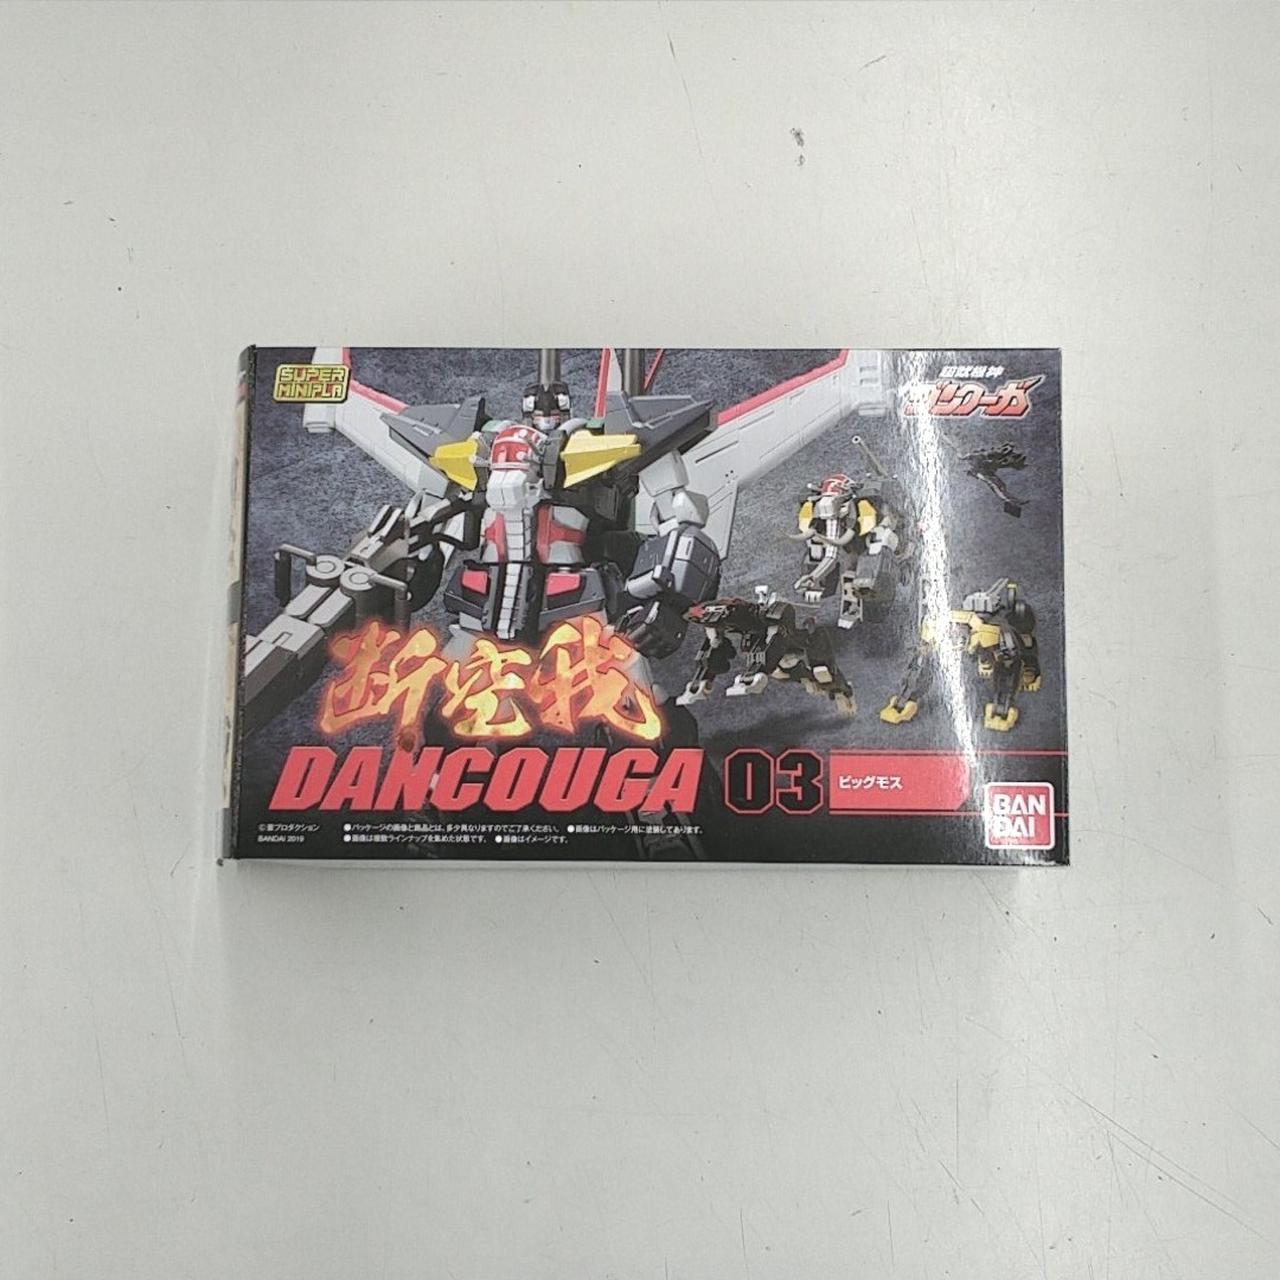 SUPER
MINIPLA
超獣機神
ダンクーガ
断空我
DANCOUGA 03 ビッグモス
©葦プロダクション
BANDAI 2019
●パッケージの画像と商品とは、多少異なりますのでご了承ください。 ●画像はパッケージ用に塗装してあります。
●画像は複数ラインナップを集めた状態です。 ●画像はイメージです。
BAN
DAI